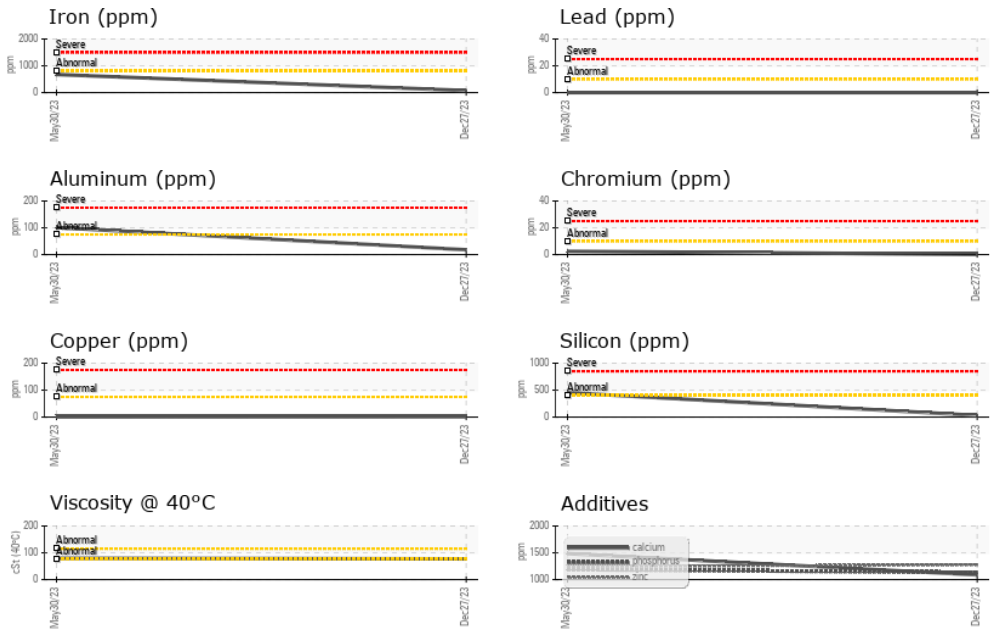 Iron (ppm)
2000
1000
0
ppm
Severe
Abnormal
May30/23
Dec27/23
Lead (ppm)
40
20
0
ppm
Severe
Abnormal
May30/23
Dec27/23
Aluminum (ppm)
200
100
0
ppm
Severe
Abnormal
May30/23
Dec27/23
Chromium (ppm)
40
20
0
ppm
Severe
Abnormal
May30/23
Dec27/23
Copper (ppm)
200
100
0
ppm
Severe
Abnormal
May30/23
Dec27/23
Silicon (ppm)
1000
500
0
ppm
Severe
Abnormal
May30/23
Dec27/23
Viscosity @ 40°C
200
100
0
cSt (40°C)
Abnormal
Abnormal
May30/23
Dec27/23
Additives
2000
1500
1000
ppm
calcium
phosphorus
zinc
May30/23
Dec27/23